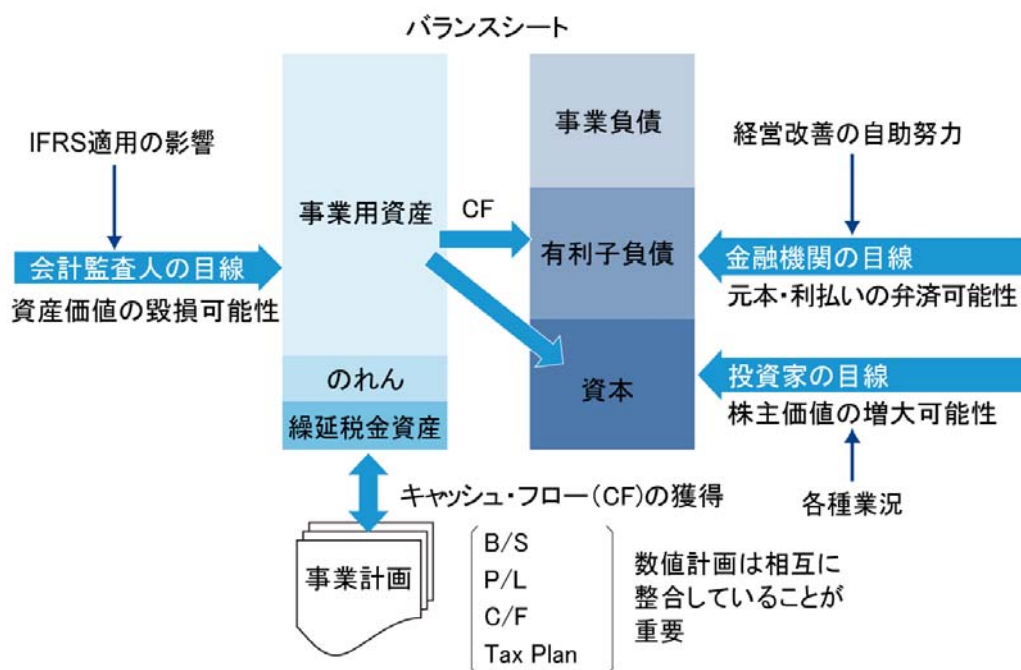 バランスシート
IFRS適用の影響
会計監査人の目線
資産価値の毀損可能性
事業用資産
のれん
繰延税金資産
CF
事業負債
有利子負債
資本
経営改善の自助努力
金融機関の目線
元本・利払いの弁済可能性
投資家の目線
株主価値の増大可能性
各種業況
キャッシュ・フロー(CF)の獲得
事業計画
B/S
P/L
C/F
Tax Plan
数値計画は相互に
整合していることが
重要